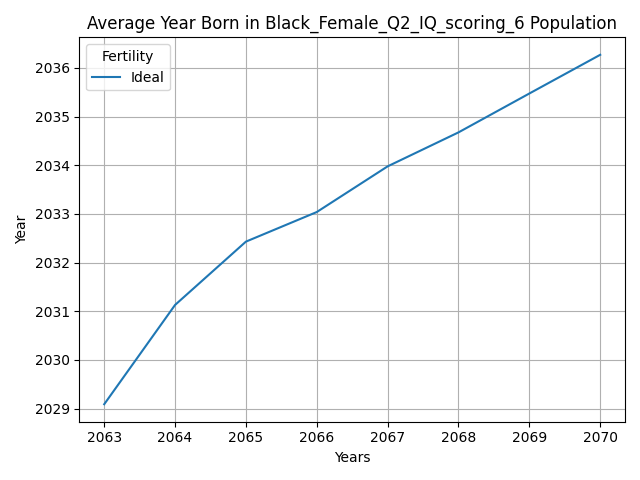 Average Year Born in Black_Female_Q2_IQ_scoring_6 Population
Fertility
Ideal
2036
2035
2034
2033
2032
2031
2030
2029
Year
2063 2064 2065 2066 2067 2068 2069 2070
Years